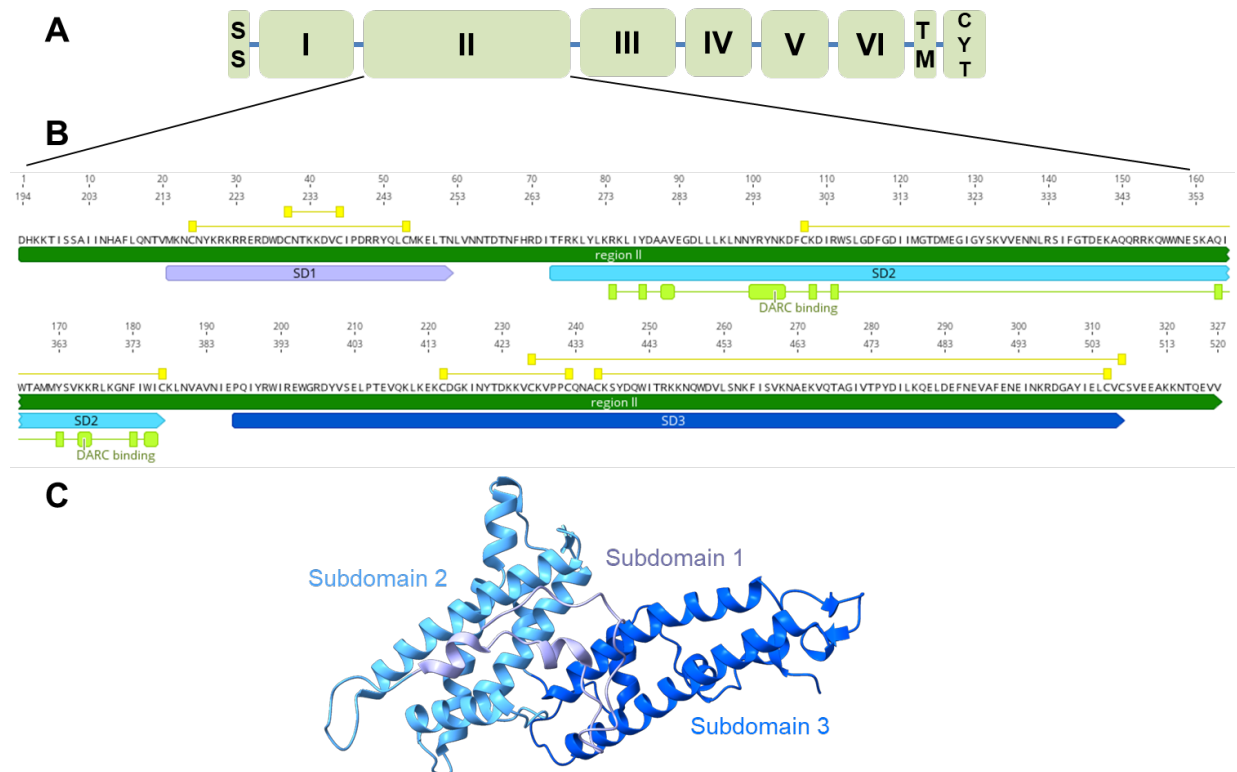 A
SS
I
II
III
IV
V
VI
TM
CYT
B
1 10 20 30 40 50 60 70 80 90 100 110 120 130 140 150 160
194 203 213 223 233 243 253 263 273 283 293 303 313 323 333 343 353
DHKKTISSAIINHAFLQNTVMKNCNYKRKRRERDWDCNTKKDVCIPDRRYQLCMKELTNLVNNTDTNFHRDITFRKLYLKRKLIYDAAVEGDLLLKLNNYRYNKDFCKDIRWSLGDFGDIIMGTDMEGIGYSKVVENNLRSIFGTDEKAQQRRKQWWNESKAQI
region II
SD1
SD2
DARC binding
170 180 190 200 210 220 230 240 250 260 270 280 290 300 310 320 327
363 373 383 393 403 413 423 433 443 453 463 473 483 493 503 513 520
WTAMMYSVKKRLKGNFIWICKLNVAVNIEPQIYRWIREWGRDYVSELPTEVQKLKEKCDGKINYTDKKVCKVPPCQNACKSYDQWITRKKNQWDVLSNKFISVKNAEKVQTAGIVTPYDILKQELDEFNEVAFENEINKRDGAYIELCVCSVEEAKKNTQEVV
region II
SD2
SD3
DARC binding
C
Subdomain 1
Subdomain 2
Subdomain 3